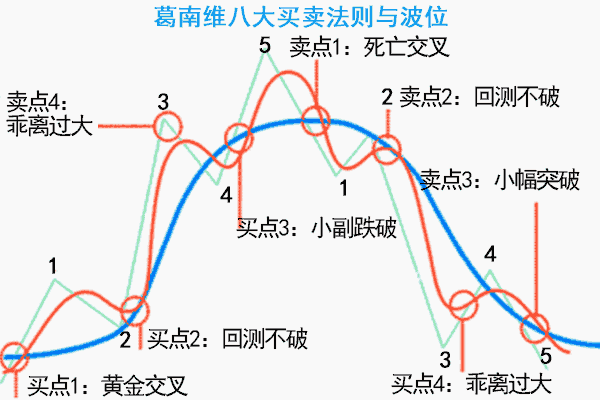 葛南维八大买卖法则与波位
5
卖点1：死亡交叉
卖点4：
乖离过大
3
2
卖点2：回测不破
4
1
卖点3：小幅突破
买点3：小副跌破
1
4
2
买点2：回测不破
3
5
买点1：黄金交叉
买点4：乖离过大